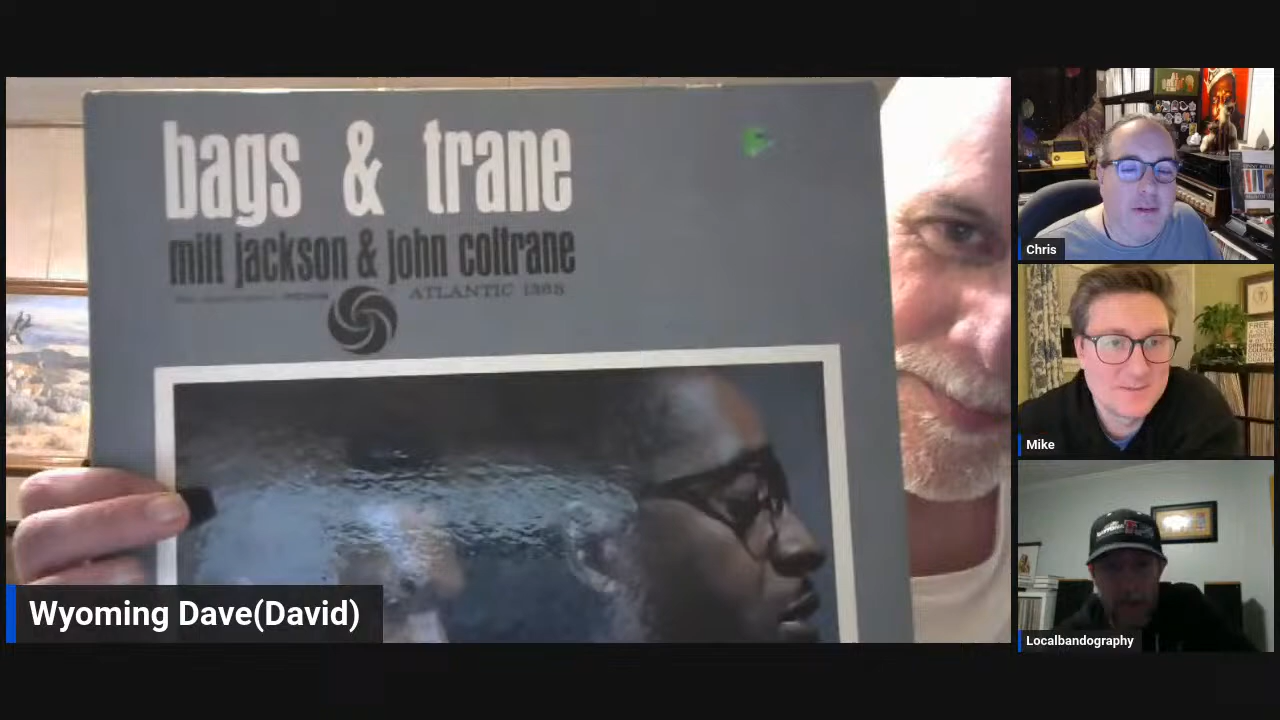 bags & trane
milt jackson & john coltrane
ATLANTIC 1368
Wyoming Dave(David)
Chris
Mike
Localbandography